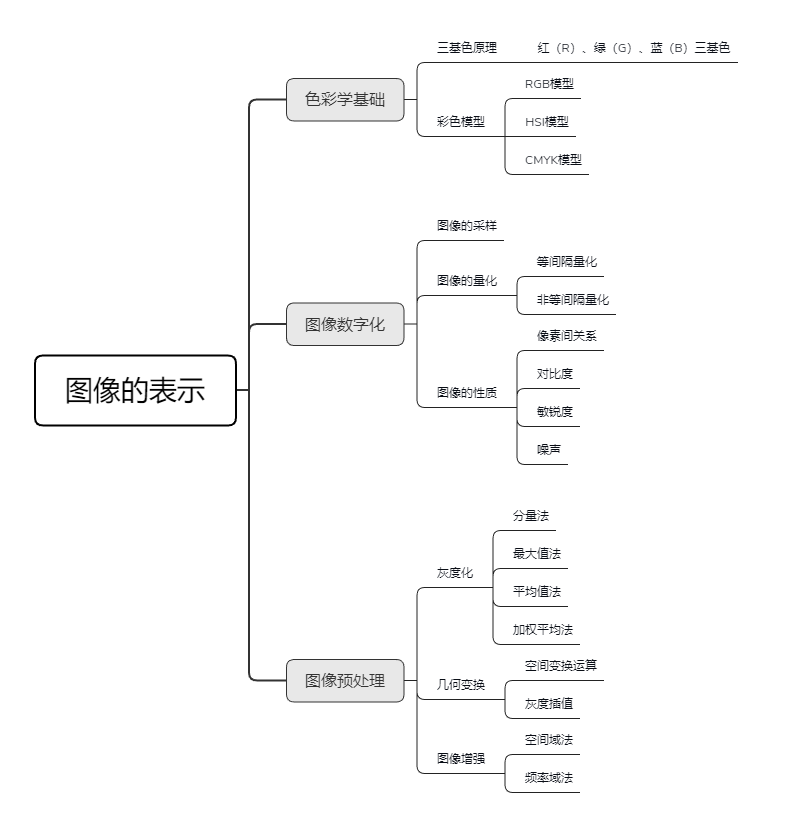 图像的表示
色彩学基础
三基色原理
红（R）、绿（G）、蓝（B）三基色
彩色模型
RGB模型
HSI模型
CMYK模型
图像数字化
图像的采样
图像的量化
等间隔量化
非等间隔量化
图像的性质
像素间关系
对比度
敏锐度
噪声
图像预处理
灰度化
分量法
最大值法
平均值法
加权平均法
几何变换
空间变换运算
灰度插值
图像增强
空间域法
频率域法